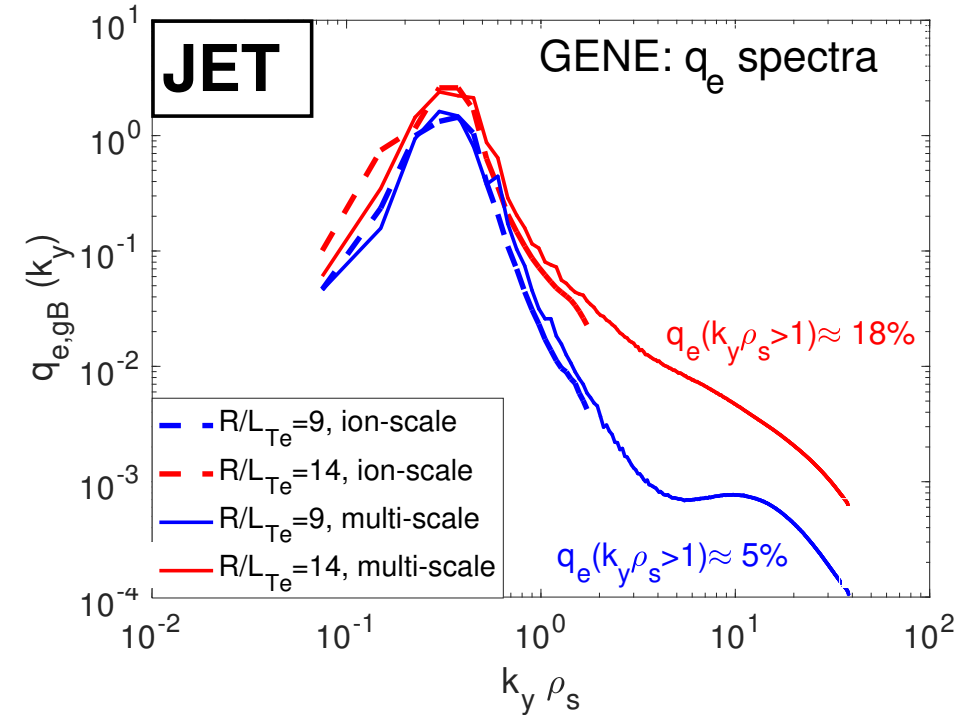 JET
GENE: q_e spectra
10^1
10^0
10^-1
10^-2
10^-3
10^-4
q_e,gB (k_y)
q_e(k_yρ_s>1)≈ 18%
R/L_Te=9, ion-scale
R/L_Te=14, ion-scale
R/L_Te=9, multi-scale
R/L_Te=14, multi-scale
q_e(k_yρ_s>1)≈ 5%
10^-2 10^-1 10^0 10^1 10^2
k_y ρ_s